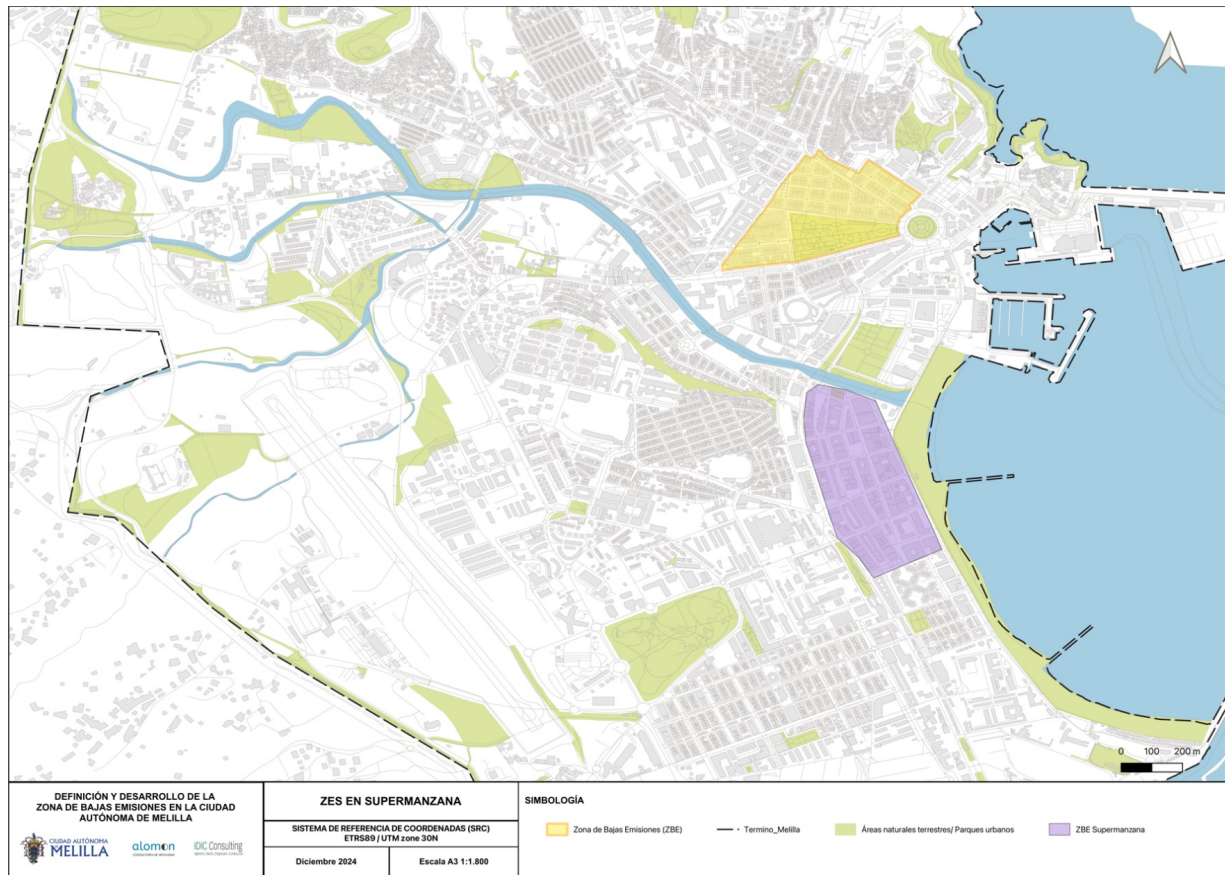 0 100 200 m
DEFINICIÓN Y DESARROLLO DE LA
ZONA DE BAJAS EMISIONES EN LA CIUDAD
AUTÓNOMA DE MELILLA
CIUDAD AUTÓNOMA
MELILLA
alomon
IDIC Consulting
ZES EN SUPERMANZANA
SISTEMA DE REFERENCIA DE COORDENADAS (SRC)
ETRS89 / UTM zone 30N
Diciembre 2024
Escala A3 1:1.800
SIMBOLOGÍA
Zona de Bajas Emisiones (ZBE)
Termino_Melilla
Áreas naturales terrestres/ Parques urbanos
ZBE Supermanzana